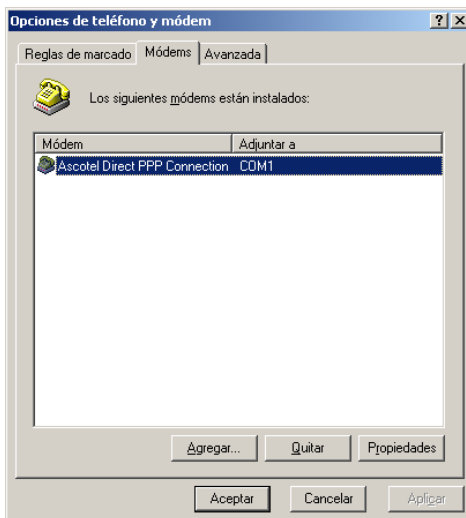 Opciones de teléfono y módem
Reglas de marcado Módems Avanzada
Los siguientes módems están instalados:
Módem Adjuntar a
Ascotel Direct PPP Connection COM1
Agregar... Quitar Propiedades
Aceptar Cancelar Aplicar